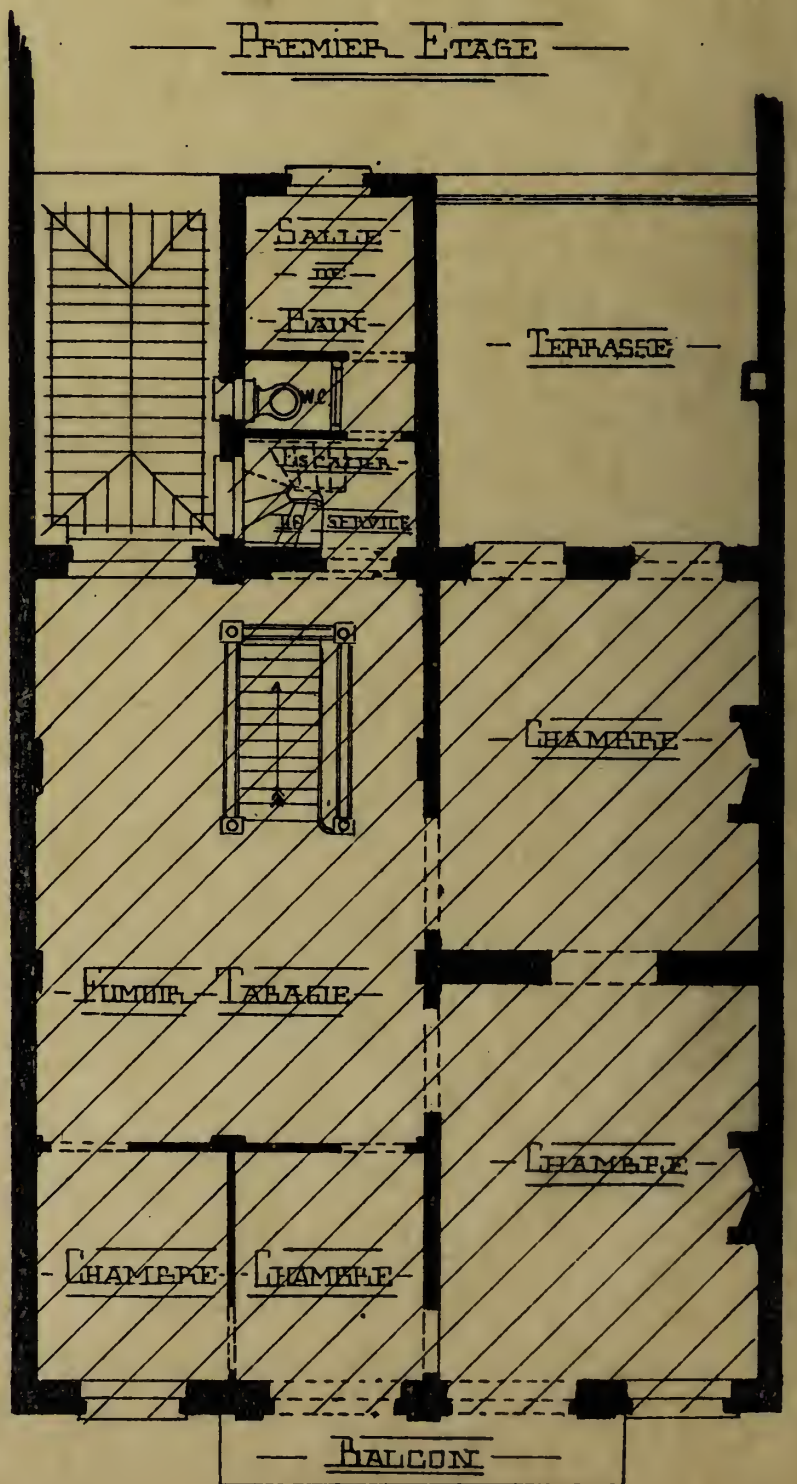 PREMIER ETAGE
SALLE
DE
BAIN
TERRASSE
W.C
ESCALIER
DE SERVICE
CHAMBRE
FUMOIR - TABAGIE
CHAMBRE
CHAMBRE
CHAMBRE
BALCON